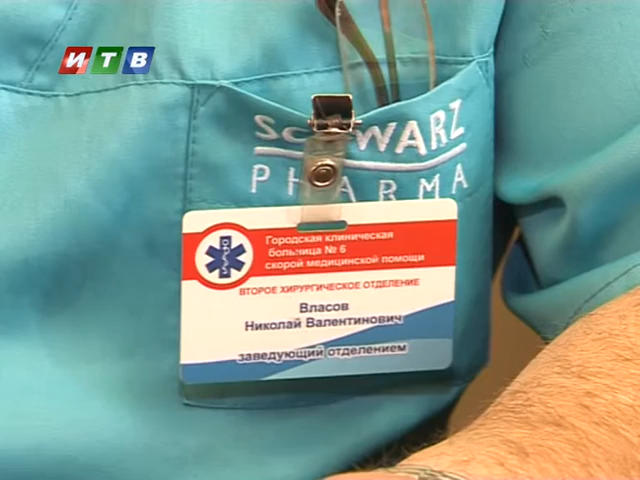 ИТВ
SCHWARZ
PHARMA
Городская клиническая
больница № 6
скорой медицинской помощи
ВТОРОЕ ХИРУРГИЧЕСКОЕ ОТДЕЛЕНИЕ
Власов
Николай Валентинович
заведующий отделением